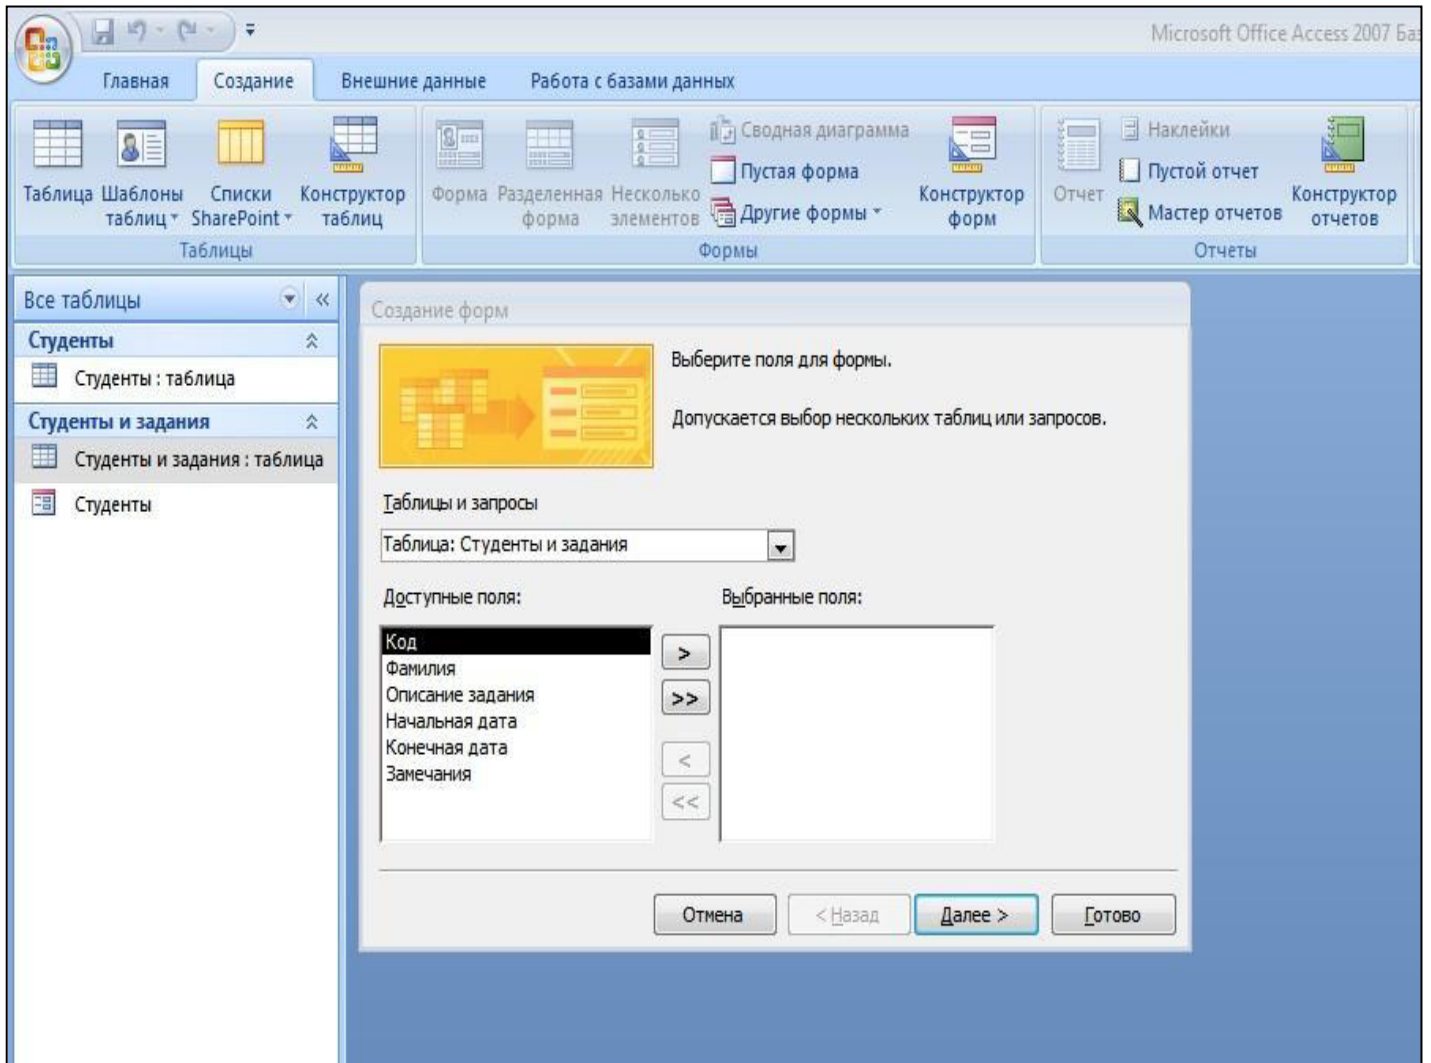 Microsoft Office Access 2007 Баз
Главная Создание Внешние данные Работа с базами данных
Таблица
Шаблоны таблиц
Списки SharePoint
Конструктор таблиц
Таблицы
Форма
Разделенная форма
Несколько элементов
Сводная диаграмма
Пустая форма
Другие формы
Конструктор форм
Формы
Отчет
Наклейки
Пустой отчет
Мастер отчетов
Конструктор отчетов
Отчеты
Все таблицы
Студенты
Студенты : таблица
Студенты и задания
Студенты и задания : таблица
Студенты
Создание форм
Выберите поля для формы.
Допускается выбор нескольких таблиц или запросов.
Таблицы и запросы
Таблица: Студенты и задания
Доступные поля:
Выбранные поля:
Код
Фамилия
Описание задания
Начальная дата
Конечная дата
Замечания
>
>>
<
<<
Отмена
< Назад
Далее >
Готово